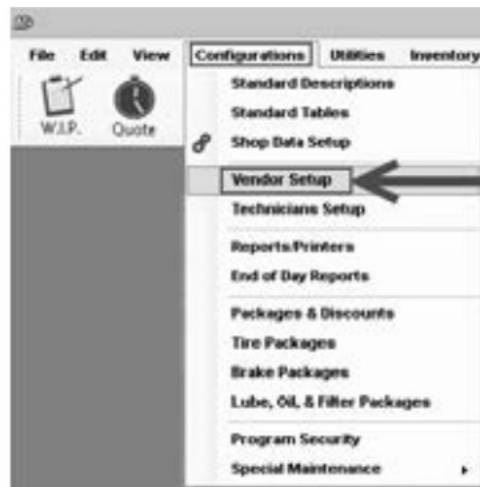 File Edit View Configurations Utilities Inventory
W.I.P. Quote
Standard Descriptions
Standard Tables
Shop Data Setup
Vendor Setup
Technicians Setup
Reports/Printers
End of Day Reports
Packages & Discounts
Tire Packages
Brake Packages
Lube, Oil, & Filter Packages
Program Security
Special Maintenance